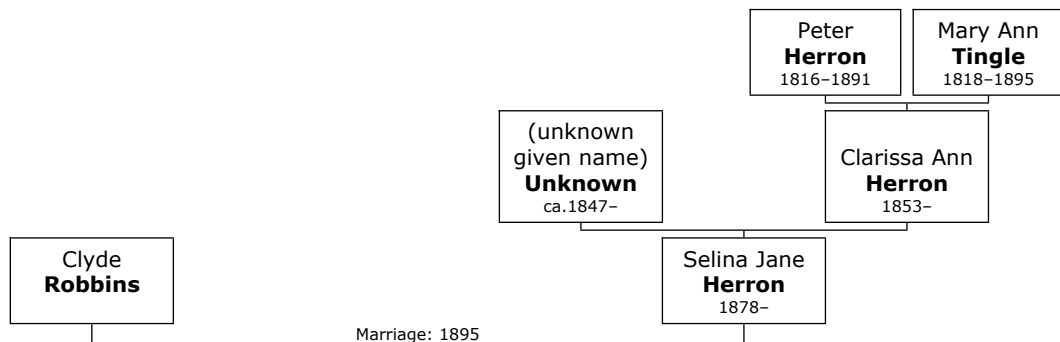 Peter
Herron
1816–1891
Mary Ann
Tingle
1818–1895
(unknown
given name)
Unknown
ca.1847–
Clarissa Ann
Herron
1853–
Clyde
Robbins
Selina Jane
Herron
1878–
Marriage: 1895